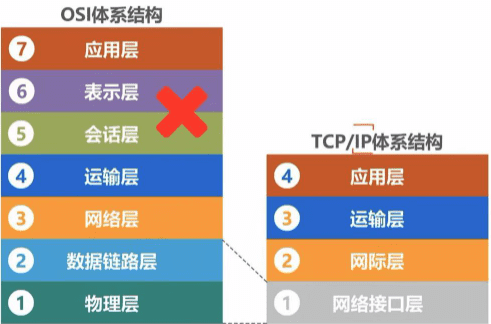 OSI体系结构
7 应用层
6 表示层
5 会话层
4 运输层
3 网络层
2 数据链路层
1 物理层
TCP/IP体系结构
4 应用层
3 运输层
2 网际层
1 网络接口层